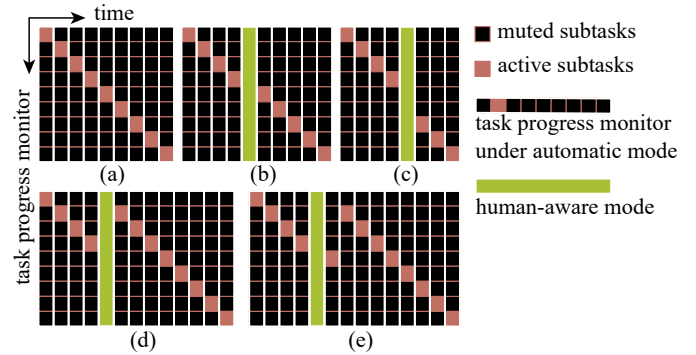 time
task progress monitor
(a)
(b)
(c)
(d)
(e)
muted subtasks
active subtasks
task progress monitor
under automatic mode
human-aware mode